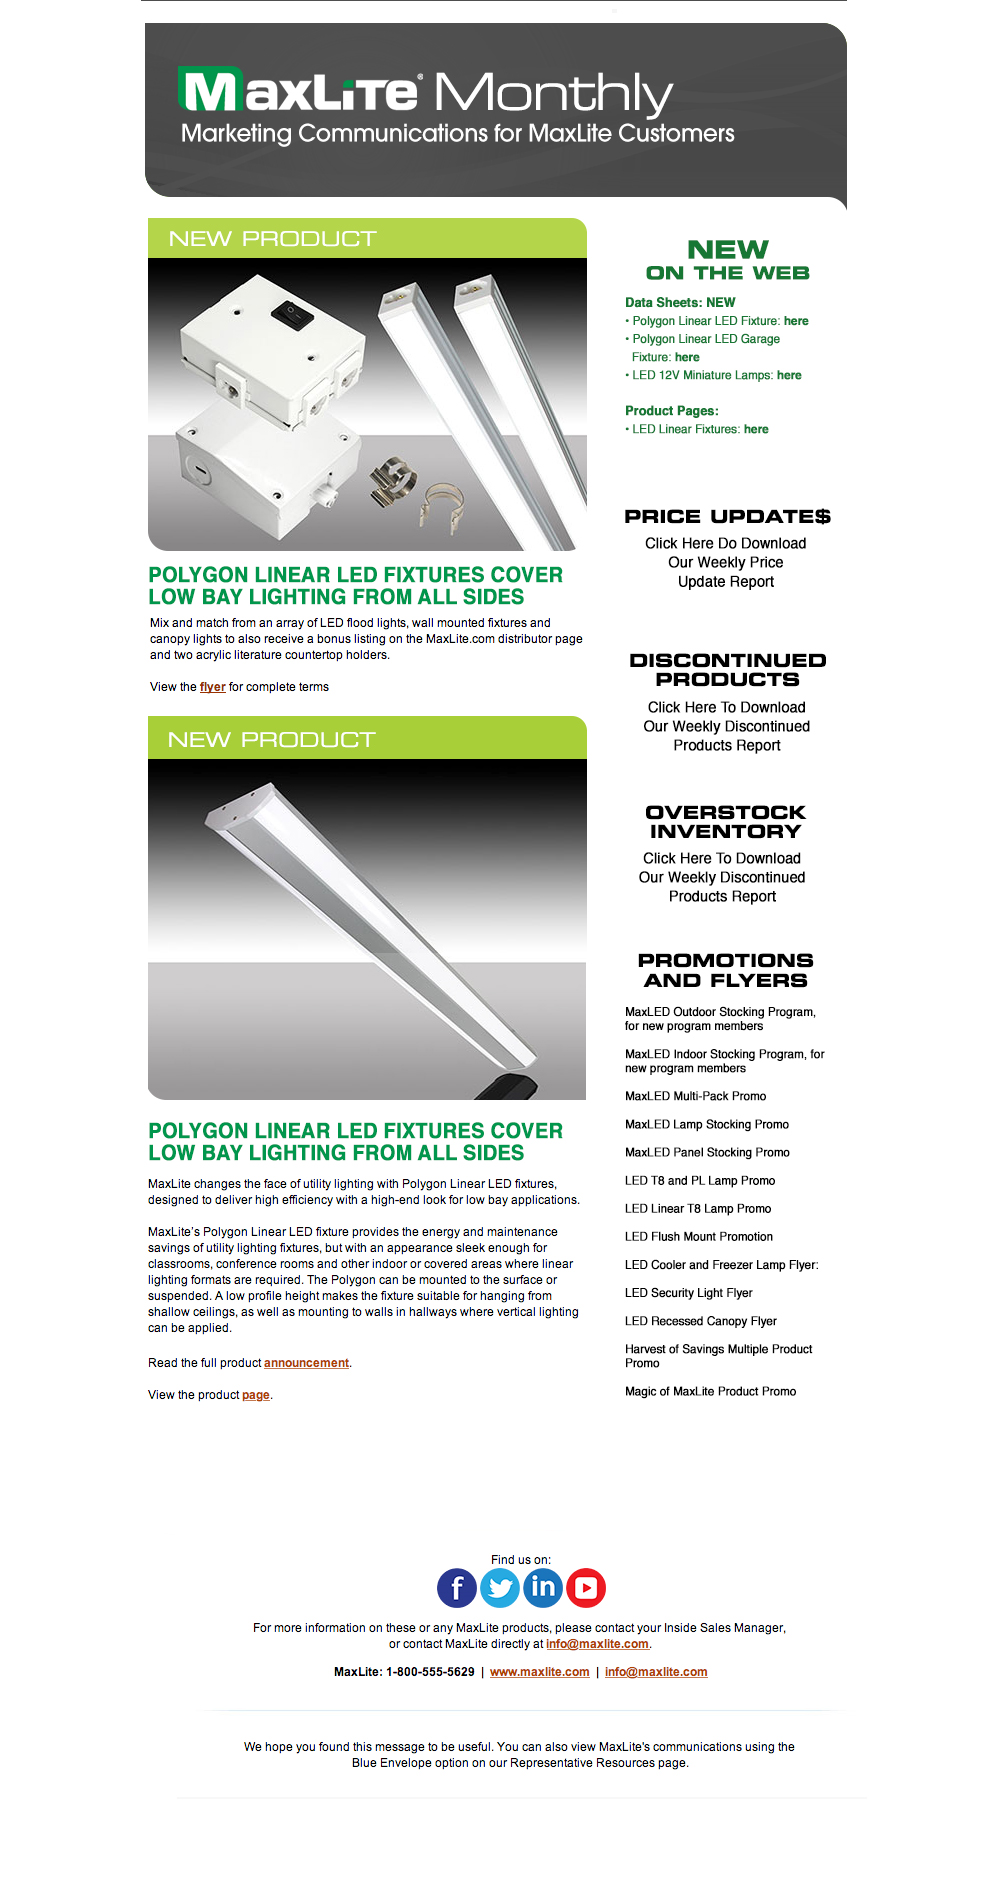 MaxLite® Monthly
Marketing Communications for MaxLite Customers
NEW PRODUCT
POLYGON LINEAR LED FIXTURES COVER
LOW BAY LIGHTING FROM ALL SIDES
Mix and match from an array of LED flood lights, wall mounted fixtures and
canopy lights to also receive a bonus listing on the MaxLite.com distributor page
and two acrylic literature countertop holders.
View the flyer for complete terms
NEW PRODUCT
POLYGON LINEAR LED FIXTURES COVER
LOW BAY LIGHTING FROM ALL SIDES
MaxLite changes the face of utility lighting with Polygon Linear LED fixtures,
designed to deliver high efficiency with a high-end look for low bay applications.
MaxLite's Polygon Linear LED fixture provides the energy and maintenance
savings of utility lighting fixtures, but with an appearance sleek enough for
classrooms, conference rooms and other indoor or covered areas where linear
lighting formats are required. The Polygon can be mounted to the surface or
suspended. A low profile height makes the fixture suitable for hanging from
shallow ceilings, as well as mounting to walls in hallways where vertical lighting
can be applied.
Read the full product announcement.
View the product page.
NEW
ON THE WEB
Data Sheets: NEW
• Polygon Linear LED Fixture: here
• Polygon Linear LED Garage
Fixture: here
• LED 12V Miniature Lamps: here
Product Pages:
• LED Linear Fixtures: here
PRICE UPDATE$
Click Here Do Download
Our Weekly Price
Update Report
DISCONTINUED
PRODUCTS
Click Here To Download
Our Weekly Discontinued
Products Report
OVERSTOCK
INVENTORY
Click Here To Download
Our Weekly Discontinued
Products Report
PROMOTIONS
AND FLYERS
MaxLED Outdoor Stocking Program,
for new program members
MaxLED Indoor Stocking Program, for
new program members
MaxLED Multi-Pack Promo
MaxLED Lamp Stocking Promo
MaxLED Panel Stocking Promo
LED T8 and PL Lamp Promo
LED Linear T8 Lamp Promo
LED Flush Mount Promotion
LED Cooler and Freezer Lamp Flyer:
LED Security Light Flyer
LED Recessed Canopy Flyer
Harvest of Savings Multiple Product
Promo
Magic of MaxLite Product Promo
Find us on:
f in
For more information on these or any MaxLite products, please contact your Inside Sales Manager,
or contact MaxLite directly at info@maxlite.com.
MaxLite: 1-800-555-5629 | www.maxlite.com | info@maxlite.com
We hope you found this message to be useful. You can also view MaxLite's communications using the
Blue Envelope option on our Representative Resources page.